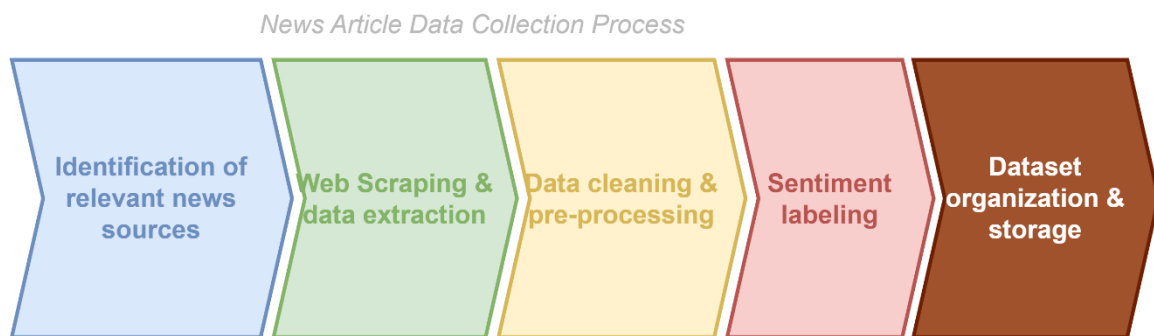 News Article Data Collection Process
Identification of
relevant news
sources
Web Scraping &
data extraction
Data cleaning &
pre-processing
Sentiment
labeling
Dataset
organization &
storage